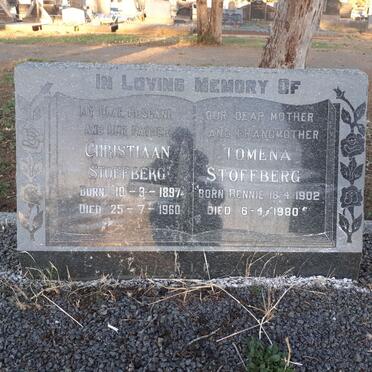 IN LOVING MEMORY OF
MY DEAR HUSBAND
AND OUR FATHER
CHRISTIAAN
STOFFBERG
BORN 10-3-1897
DIED 25-7-1960
OUR DEAR MOTHER
AND GRANDMOTHER
TOMENA
STOFFBERG
BORN RENNIE 16-4-1902
DIED 6-4-1980